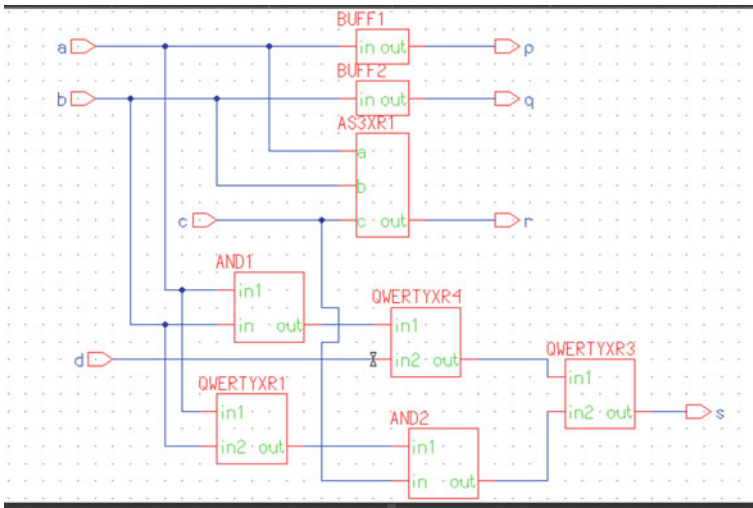 BUFF1
a in out p
BUFF2
b in out q
AS3XR1
a
b
c c out r
AND1
in1
QWERTYXR4
in out in1
d in2 out
QWERTYXR3
in1
QWERTYXR1
in1 in2 out s
AND2
in2 out in1
in out